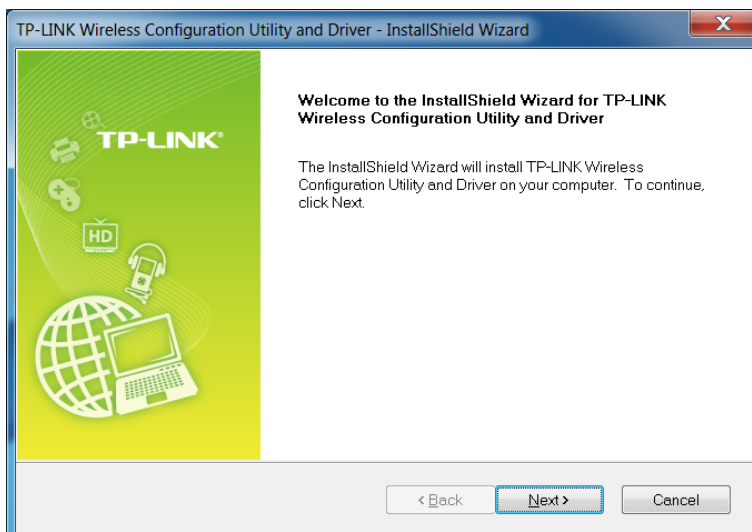 TP-LINK Wireless Configuration Utility and Driver - InstallShield Wizard
X
TP-LINK®
HD
Welcome to the InstallShield Wizard for TP-LINK
Wireless Configuration Utility and Driver
The InstallShield Wizard will install TP-LINK Wireless
Configuration Utility and Driver on your computer. To continue,
click Next.
< Back
Next >
Cancel